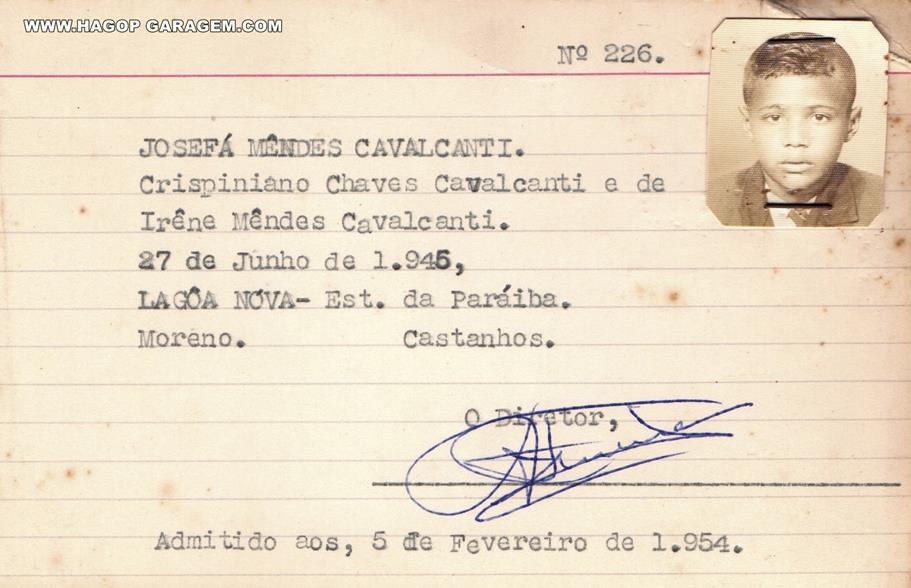 WWW.HAGOP GARAGEM.COM
Nº 226.
JOSEFÁ MÊNDES CAVALCANTI.
Crispiniano Chaves Cavalcanti e de
Irêne Mêndes Cavalcanti.
27 de Junho de 1.945,
LAGÔA NOVA- Est. da Paráiba.
Moreno. Castanhos.
O Diretor,
Admitido aos, 5 de Fevereiro de 1.954.